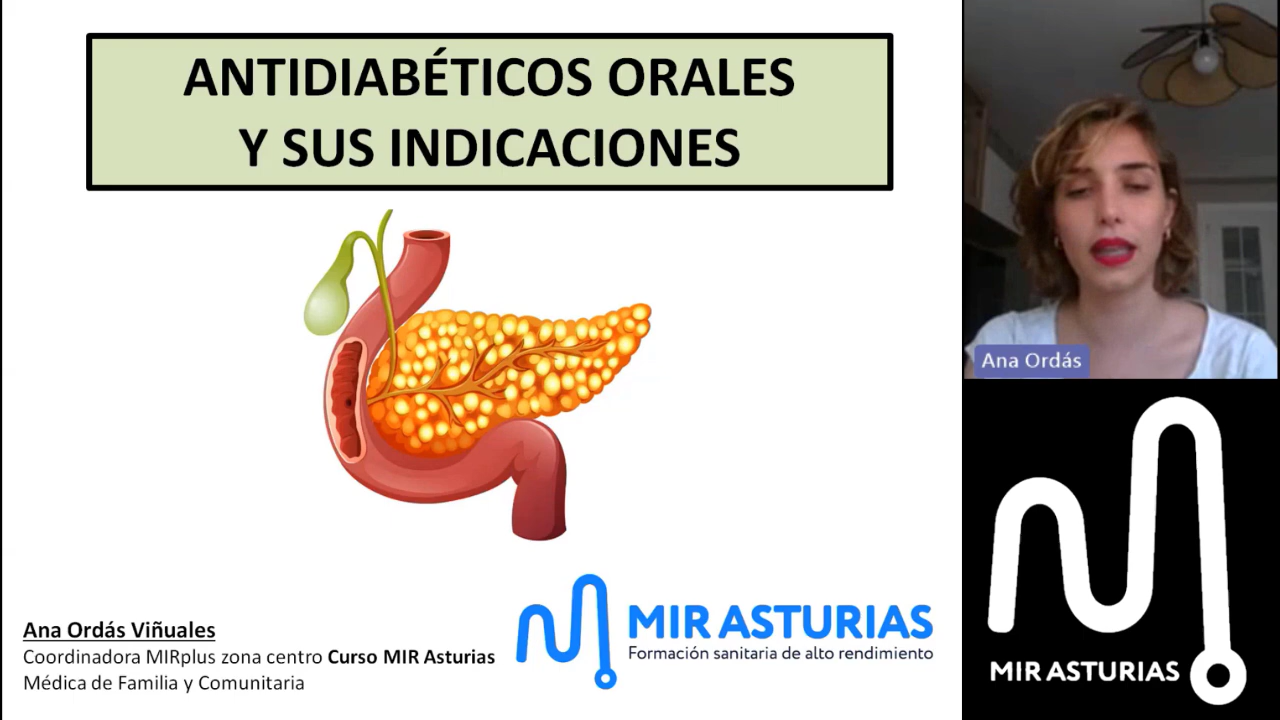 ANTIDIABÉTICOS ORALES
Y SUS INDICACIONES
Ana Ordás
Ana Ordás Viñuales
Coordinadora MIRplus zona centro Curso MIR Asturias
Médica de Familia y Comunitaria
MIR ASTURIAS
Formación sanitaria de alto rendimiento
MIR ASTURIAS